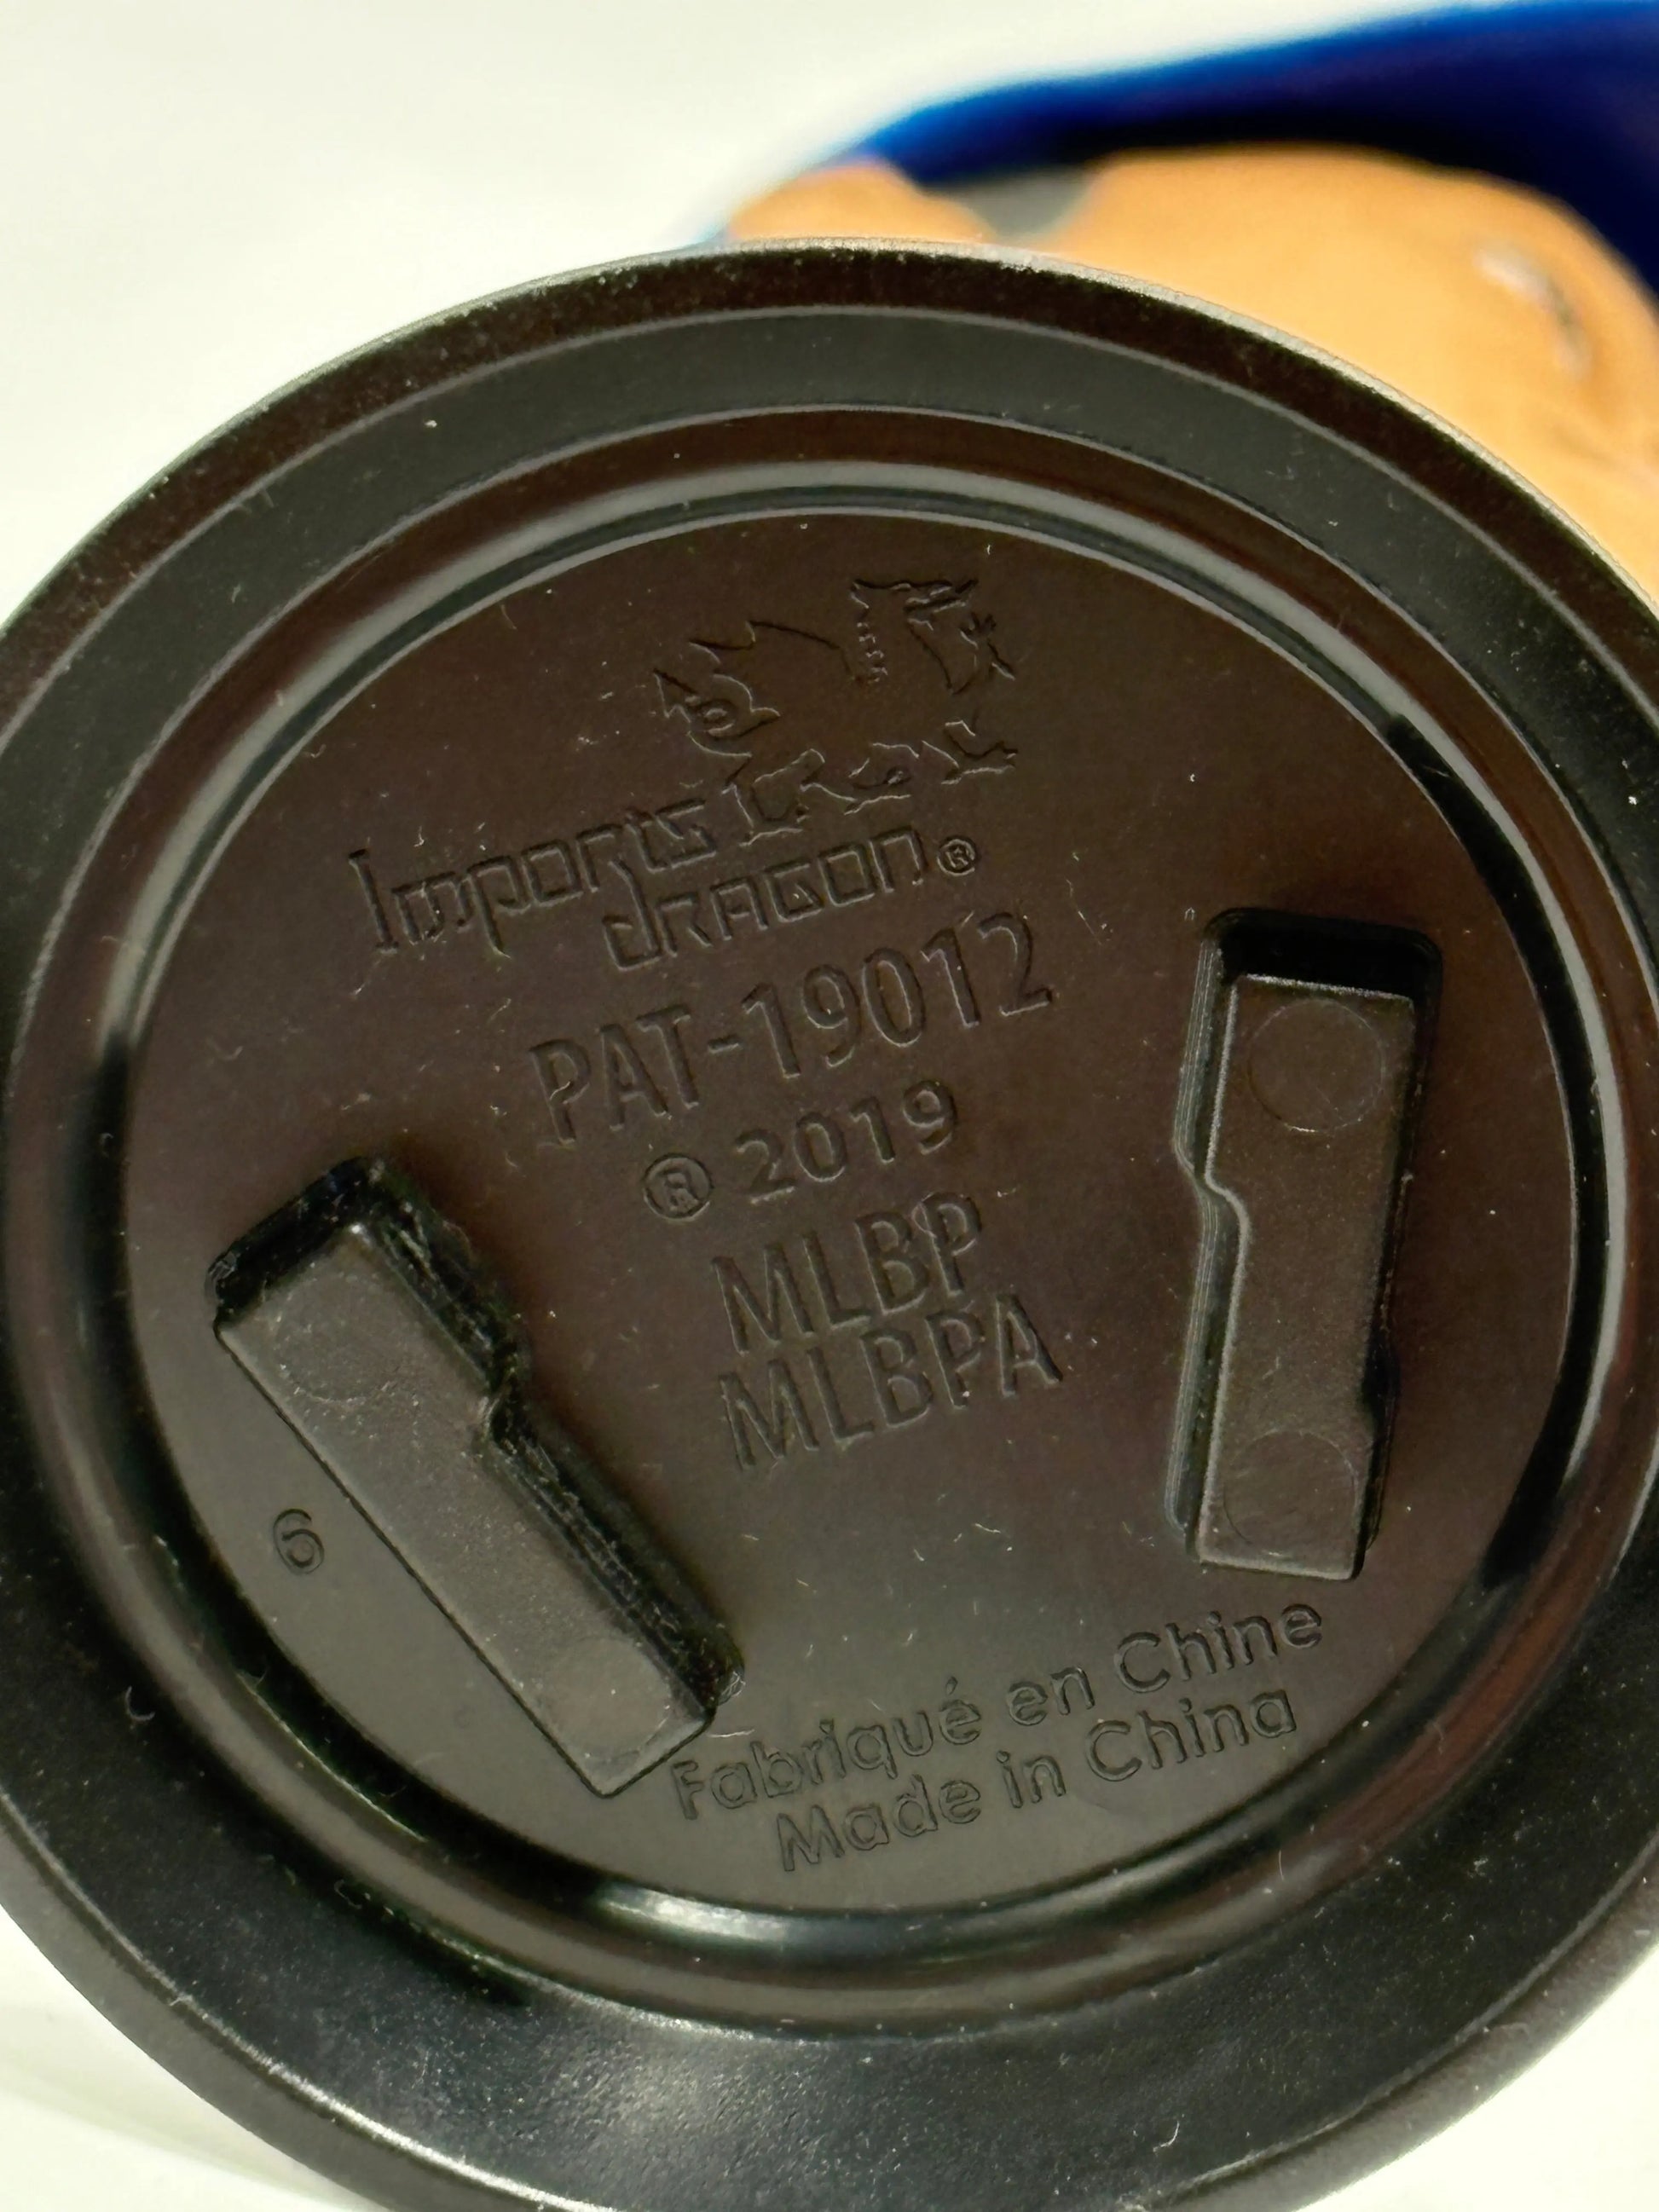 Imports
dragon®
PAT-19012
® 2019
MLBP
MLBPA
6
Fabriqué en Chine
Made in China